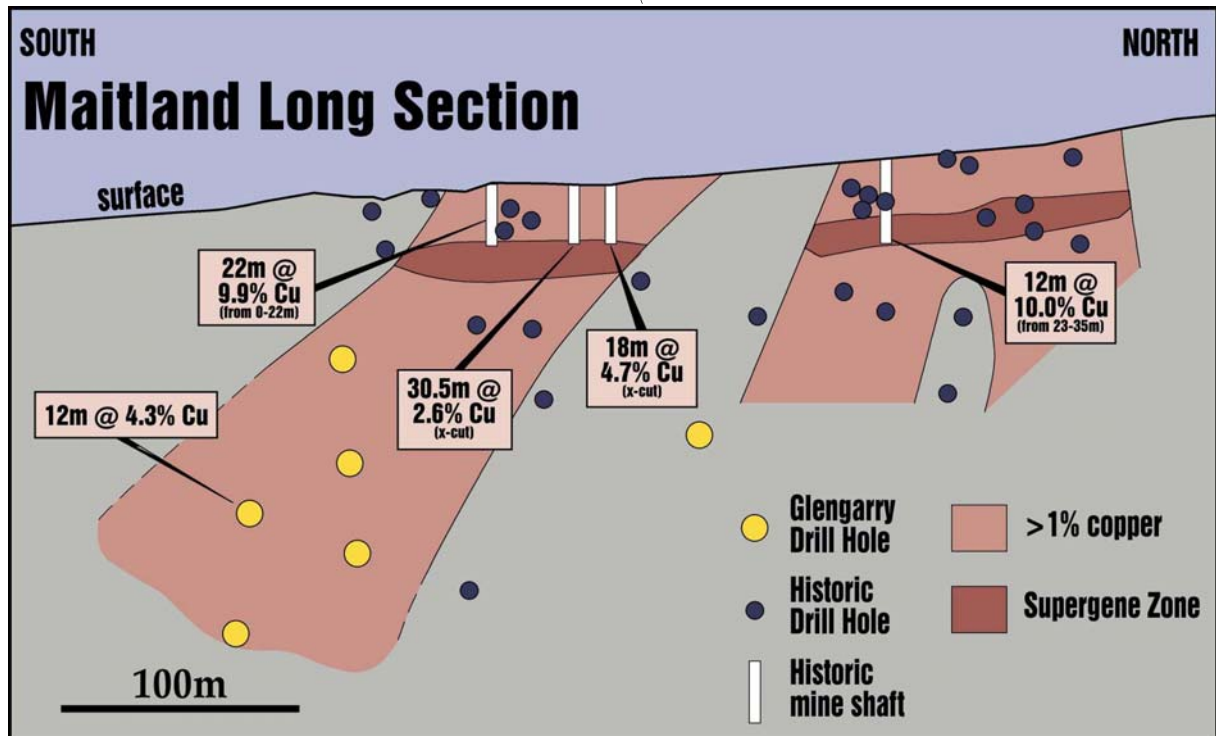 SOUTH
NORTH
Maitland Long Section
surface
22m @
9.9% Cu
(from 0-22m)
12m @
10.0% Cu
(from 23-35m)
18m @
4.7% Cu
(x-cut)
30.5m @
2.6% Cu
(x-cut)
12m @ 4.3% Cu
Glengarry
Drill Hole
>1% copper
Historic
Drill Hole
Supergene Zone
Historic
mine shaft
100m